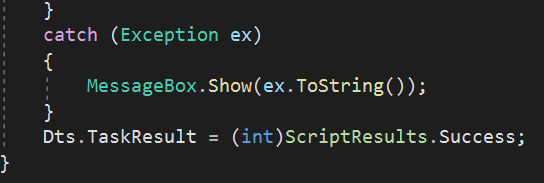 }
catch (Exception ex)
{
MessageBox.Show(ex.ToString());
}
Dts.TaskResult = (int)ScriptResults.Success;
}